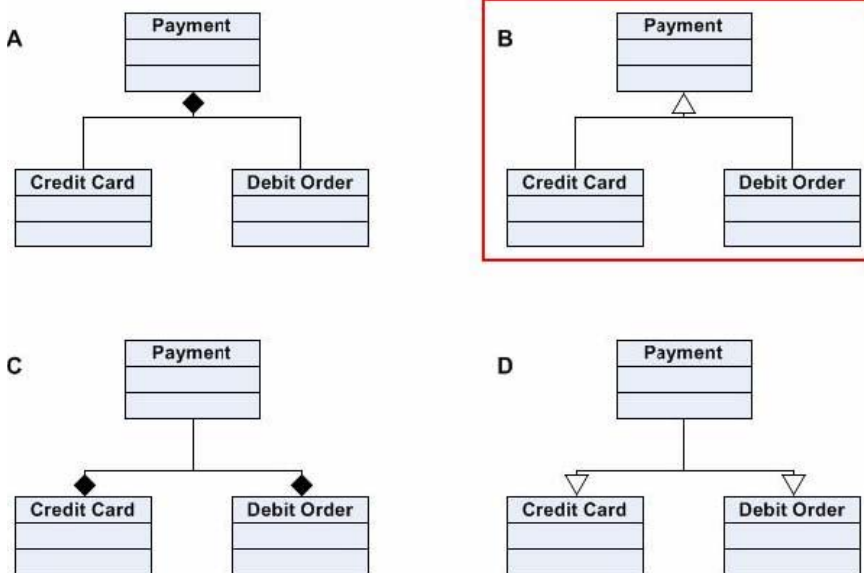 A
Payment
Credit Card
Debit Order
B
Payment
Credit Card
Debit Order
C
Payment
Credit Card
Debit Order
D
Payment
Credit Card
Debit Order